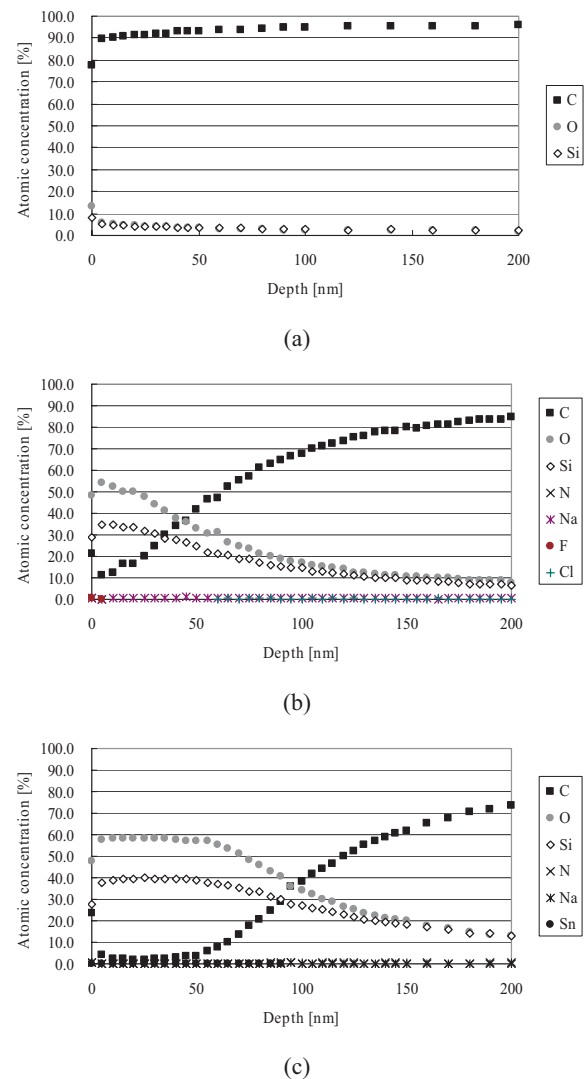 100.0
90.0
80.0
70.0
60.0
50.0
40.0
30.0
20.0
10.0
0.0
Atomic concentration [%]
0 50 100 150 200
Depth [nm]
C
O
Si
(a)
100.0
90.0
80.0
70.0
60.0
50.0
40.0
30.0
20.0
10.0
0.0
Atomic concentration [%]
0 50 100 150 200
Depth [nm]
C
O
Si
N
Na
F
Cl
(b)
100.0
90.0
80.0
70.0
60.0
50.0
40.0
30.0
20.0
10.0
0.0
Atomic concentration [%]
0 50 100 150 200
Depth [nm]
C
O
Si
N
Na
Sn
(c)